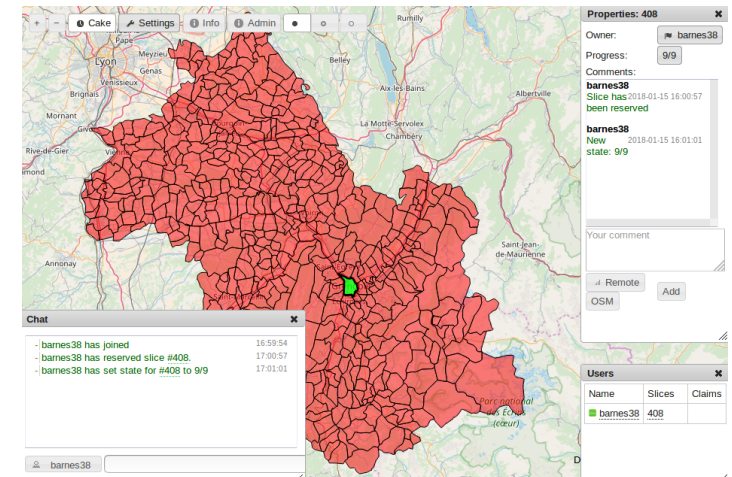 + − Cake Settings Info Admin
Rumilly
Pape
Meyzieu
Lyon
Genas
Belley
Vénissieux
Brignais
Aix-les-Bains
Albertville
Mornant
La Motte-Servolex
Chambéry
Rive-de-Gier
Vienne
Annonay
Saint-Jean-
de-Maurienne
Parc national
des Écrins
(cœur)
Properties: 408 ✖
Owner: barnes38
Progress: 9/9
Comments:
barnes38
Slice has 2018-01-15 16:00:57
been reserved
barnes38
New 2018-01-15 16:01:01
state: 9/9
Your comment
Remote
OSM
Add
Chat ✖
- barnes38 has joined 16:59:54
- barnes38 has reserved slice #408. 17:00:57
- barnes38 has set state for #408 to 9/9 17:01:01
barnes38
Users ✖
Name Slices Claims
barnes38 408